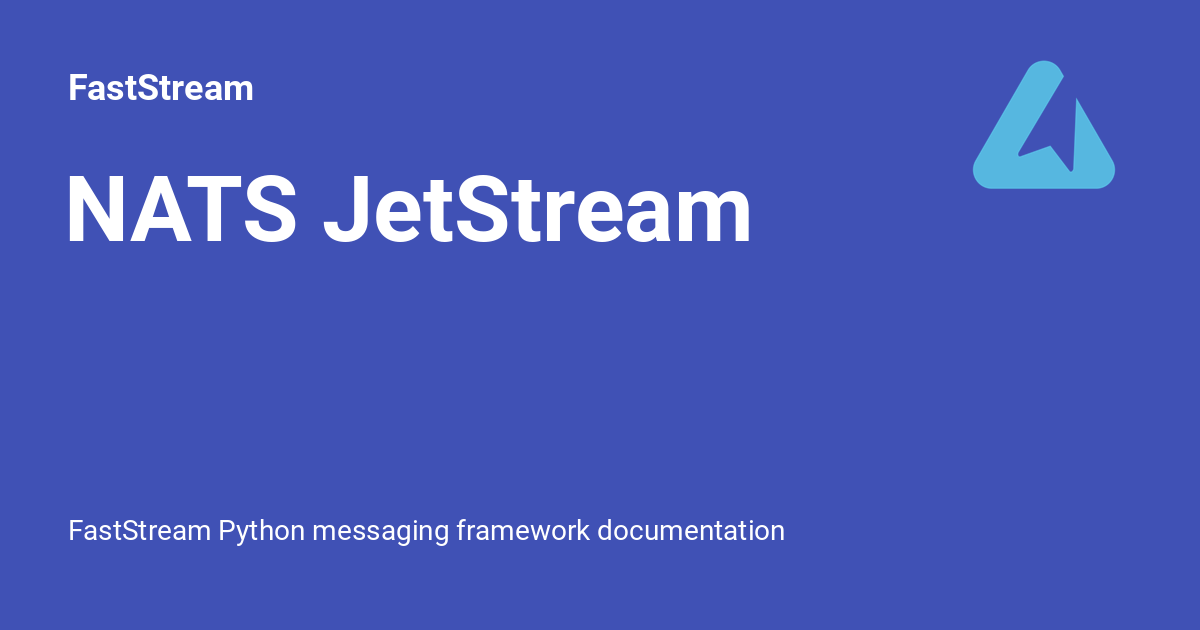 FastStream
NATS JetStream
FastStream Python messaging framework documentation